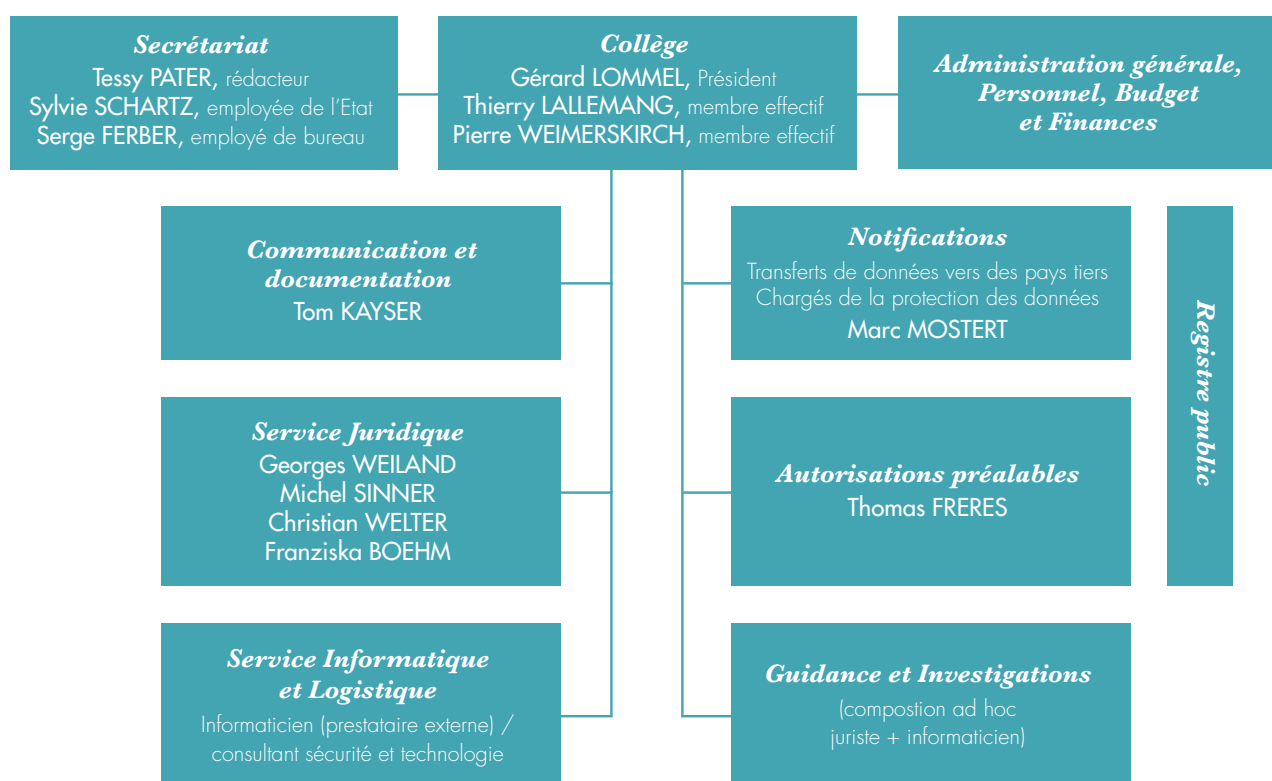 Secrétariat
Tessy PATER, rédacteur
Sylvie SCHARTZ, employée de l'Etat
Serge FERBER, employé de bureau
Collège
Gérard LOMMEL, Président
Thierry LALLEMANG, membre effectif
Pierre WEIMERSKIRCH, membre effectif
Administration générale,
Personnel, Budget
et Finances
Communication et
documentation
Tom KAYSER
Notifications
Transferts de données vers des pays tiers
Chargés de la protection des données
Marc MOSTERT
Registre public
Service Juridique
Georges WEILAND
Michel SINNER
Christian WELTER
Franziska BOEHM
Autorisations préalables
Thomas FRERES
Service Informatique
et Logistique
Informaticien (prestataire externe) /
consultant sécurité et technologie
Guidance et Investigations
(compostion ad hoc
juriste + informaticien)